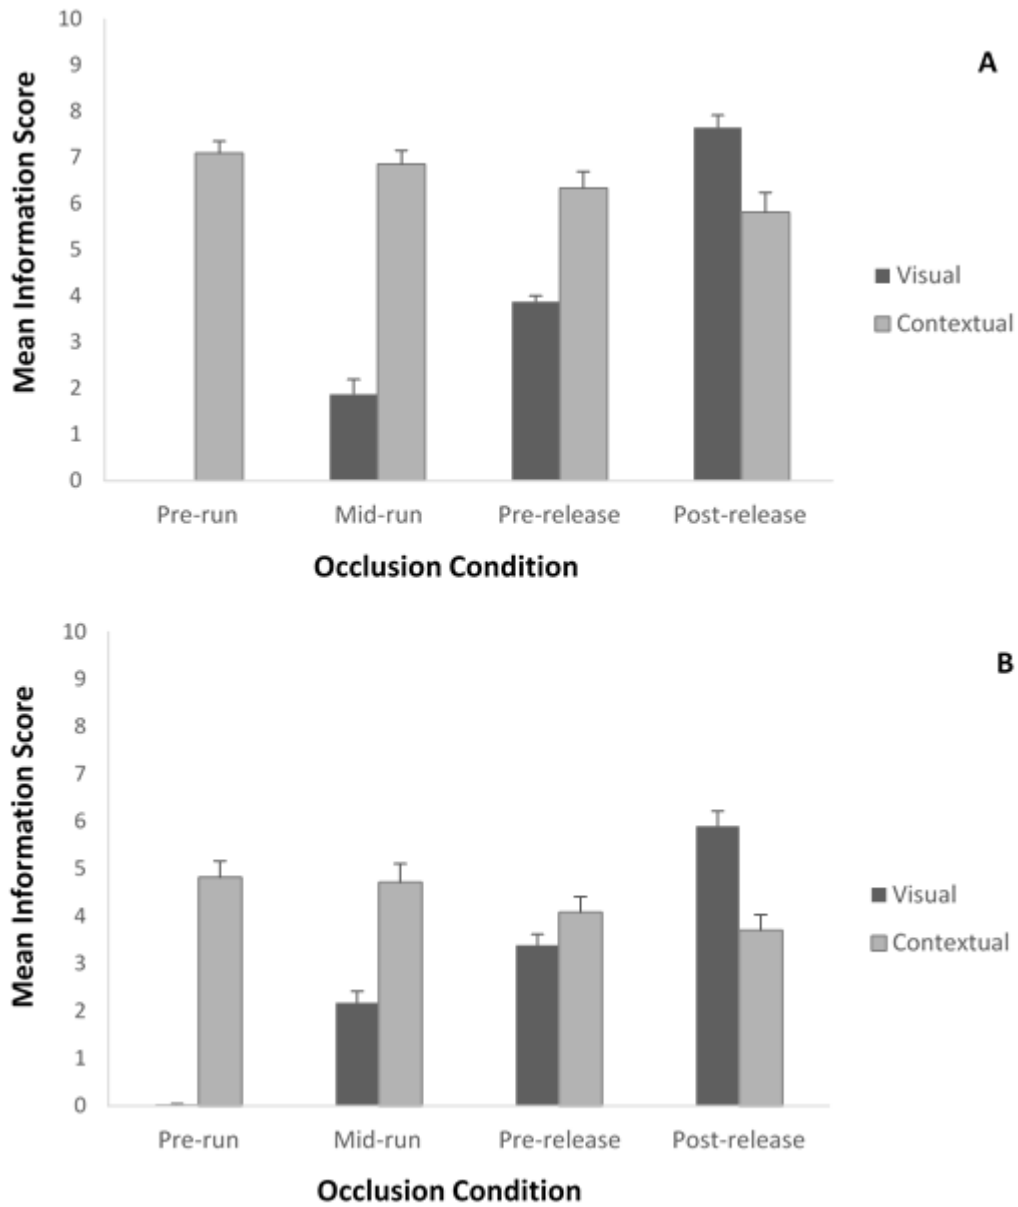 A
Mean Information Score
10
9
8
7
6
5
4
3
2
1
0
Visual
Contextual
Pre-run Mid-run Pre-release Post-release
Occlusion Condition
B
Mean Information Score
10
9
8
7
6
5
4
3
2
1
0
Visual
Contextual
Pre-run Mid-run Pre-release Post-release
Occlusion Condition